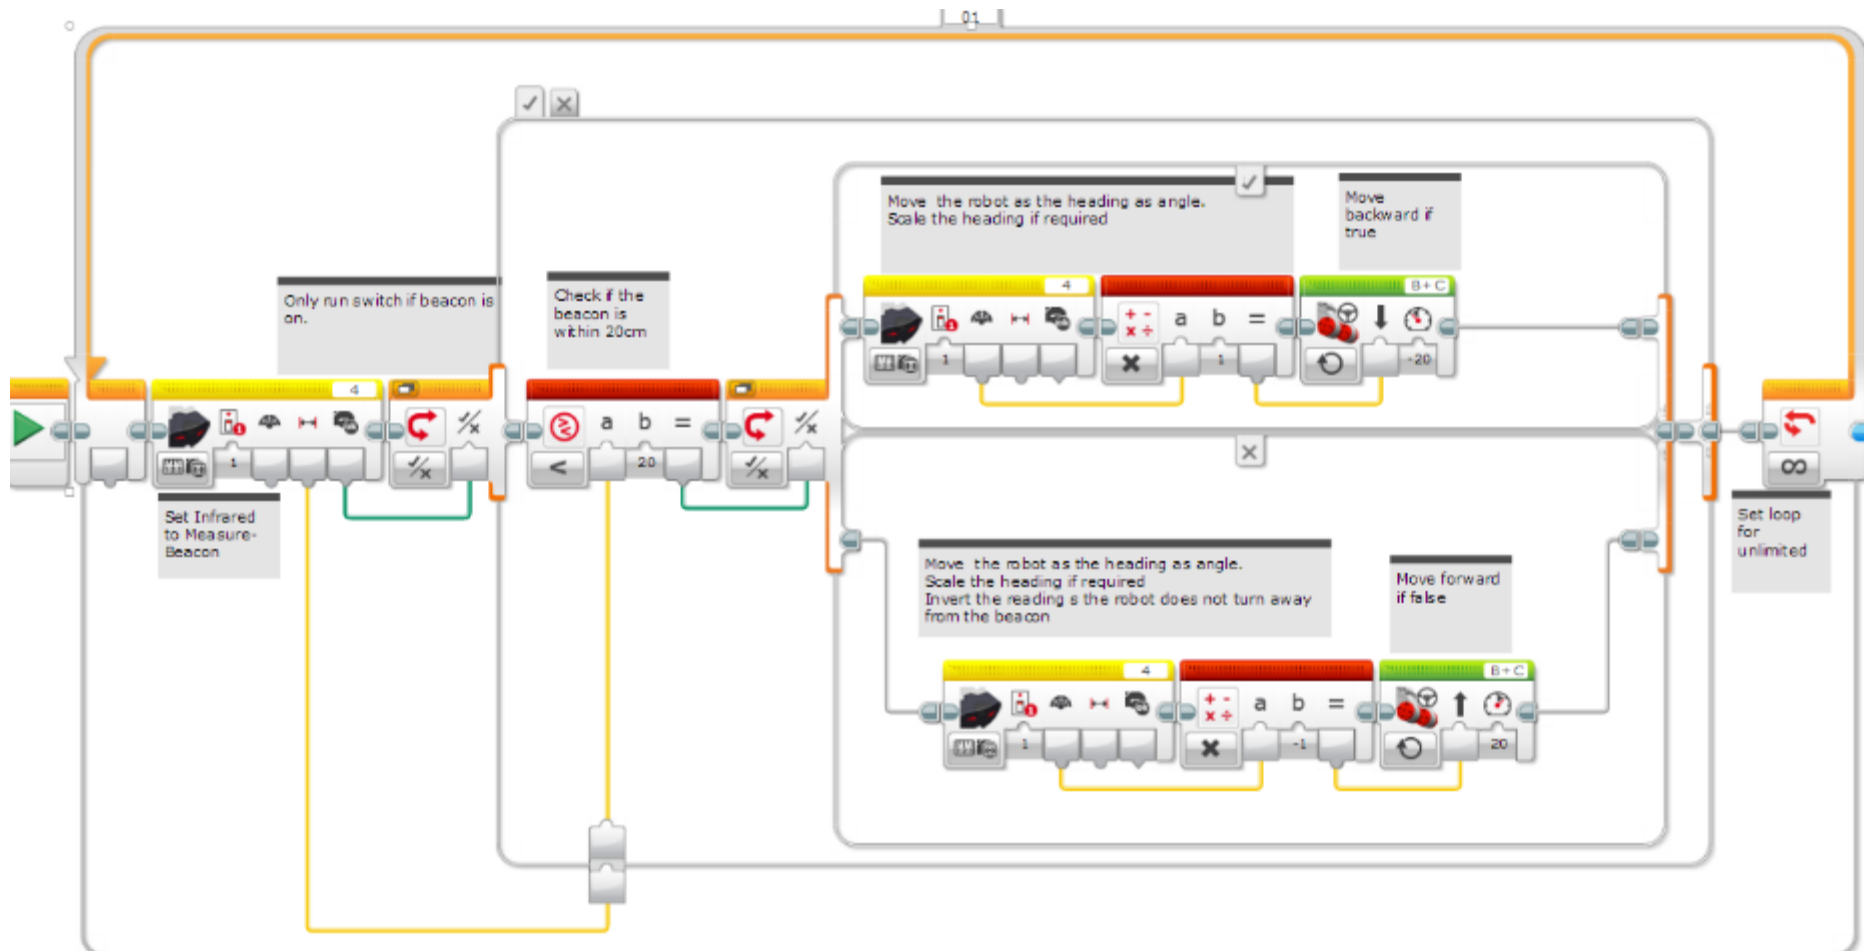 01
Move the robot as the heading as angle.
Scale the heading if required
Move
backward if
true
Only run switch if beacon is
on.
Check if the
beacon is
within 20cm
4
B+C
a b =
1
1
-20
4
a b =
1
20
Set Infrared
to Measure-
Beacon
Set loop
for
unlimited
Move the robot as the heading as angle.
Scale the heading if required
Invert the reading s the robot does not turn away
from the beacon
Move forward
if false
4
B+C
a b =
1
-1
20